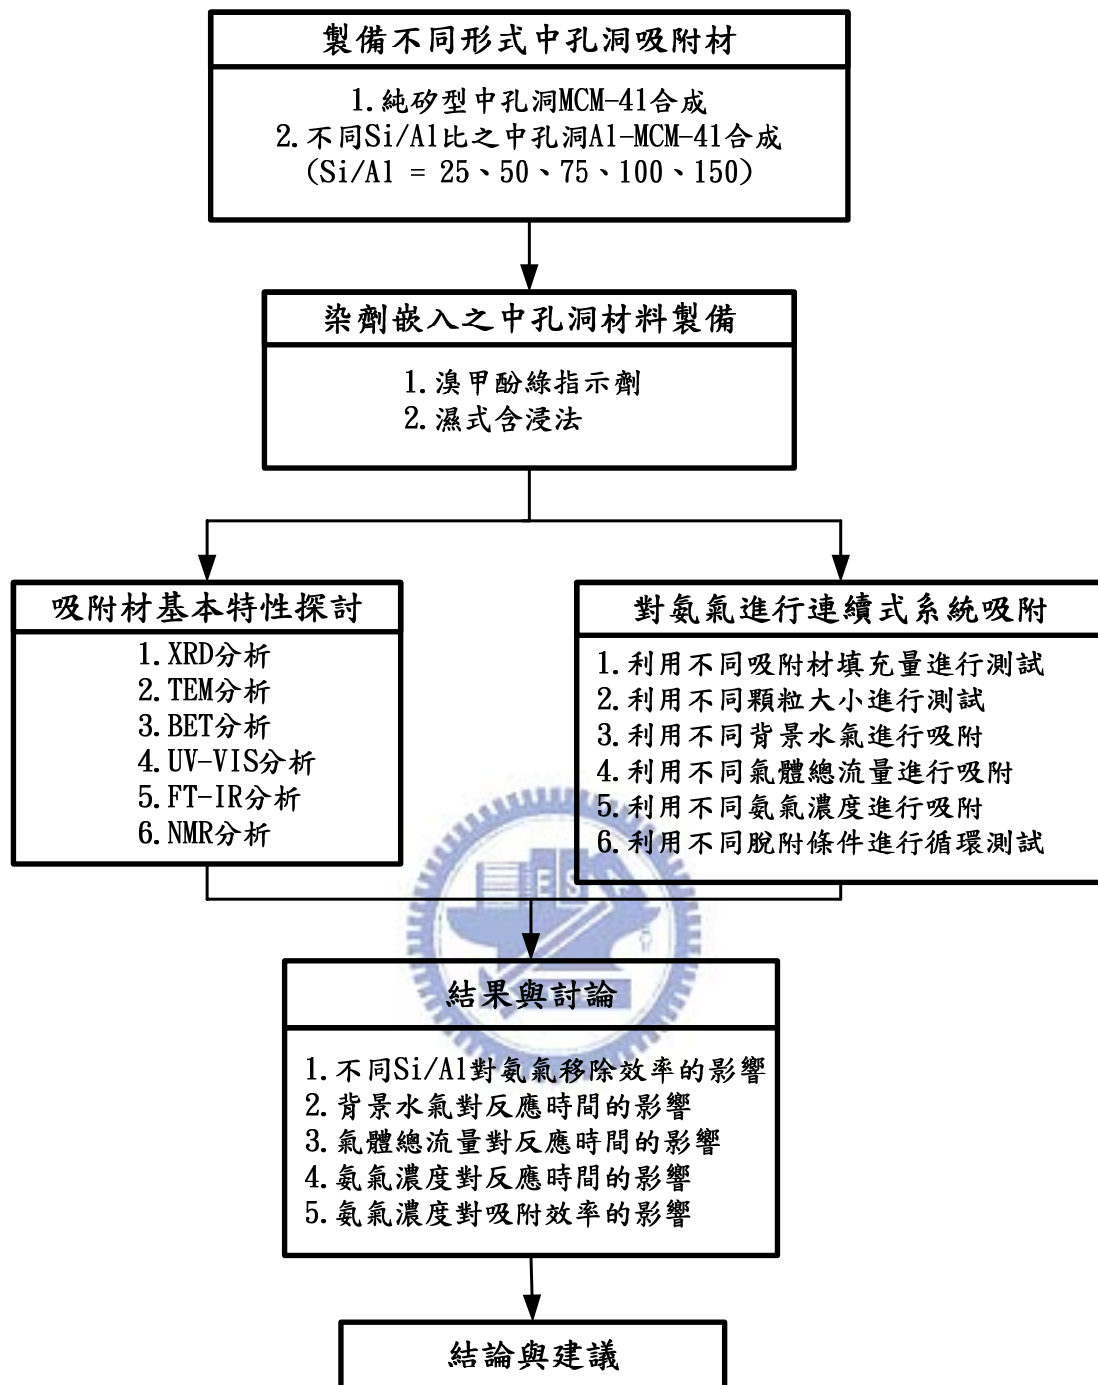 製備不同形式中孔洞吸附材
1.純矽型中孔洞MCM-41合成
2.不同Si/Al比之中孔洞Al-MCM-41合成
(Si/Al = 25、50、75、100、150)
染劑嵌入之中孔洞材料製備
1.溴甲酚綠指示劑
2.濕式含浸法
吸附材基本特性探討
1.XRD分析
2.TEM分析
3.BET分析
4.UV-VIS分析
5.FT-IR分析
6.NMR分析
對氨氣進行連續式系統吸附
1.利用不同吸附材填充量進行測試
2.利用不同顆粒大小進行測試
3.利用不同背景水氣進行吸附
4.利用不同氣體總流量進行吸附
5.利用不同氨氣濃度進行吸附
6.利用不同脫附條件進行循環測試
ES
結果與討論
1.不同Si/Al對氨氣移除效率的影響
2.背景水氣對反應時間的影響
3.氣體總流量對反應時間的影響
4.氨氣濃度對反應時間的影響
5.氨氣濃度對吸附效率的影響
結論與建議